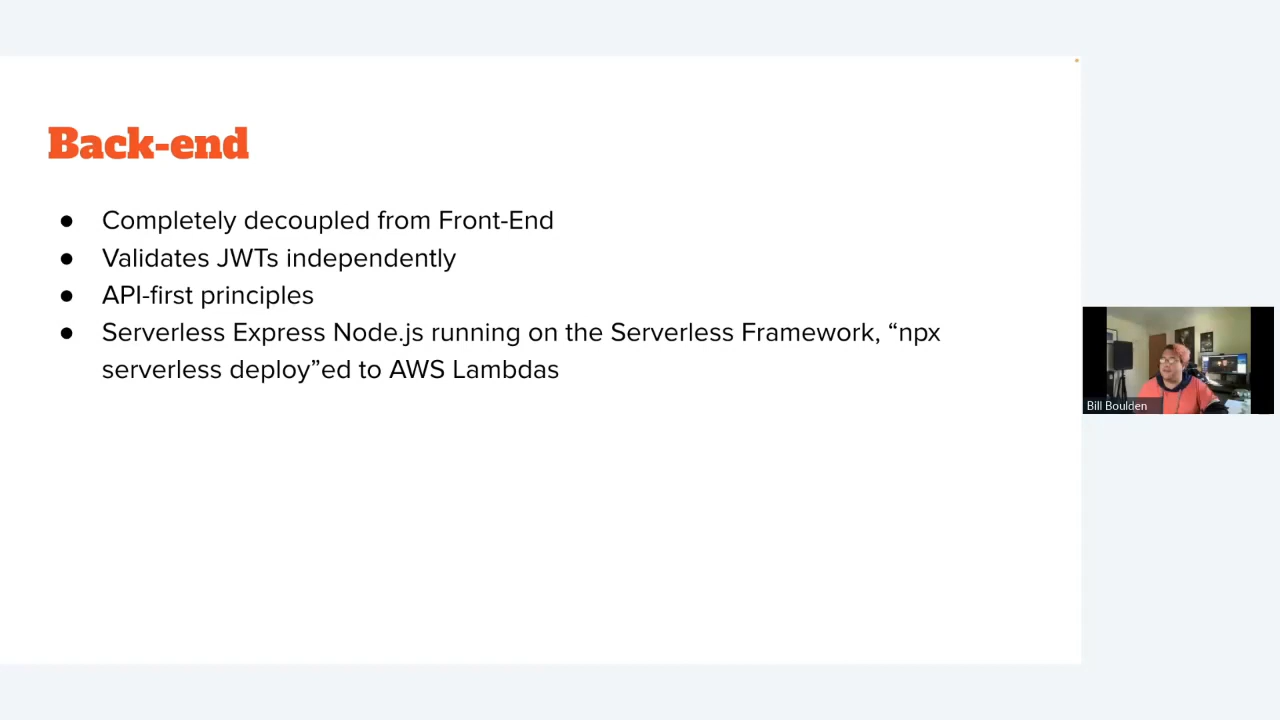 Back-end
● Completely decoupled from Front-End
● Validates JWTs independently
● API-first principles
● Serverless Express Node.js running on the Serverless Framework, “npx
serverless deploy”ed to AWS Lambdas
Bill Boulden